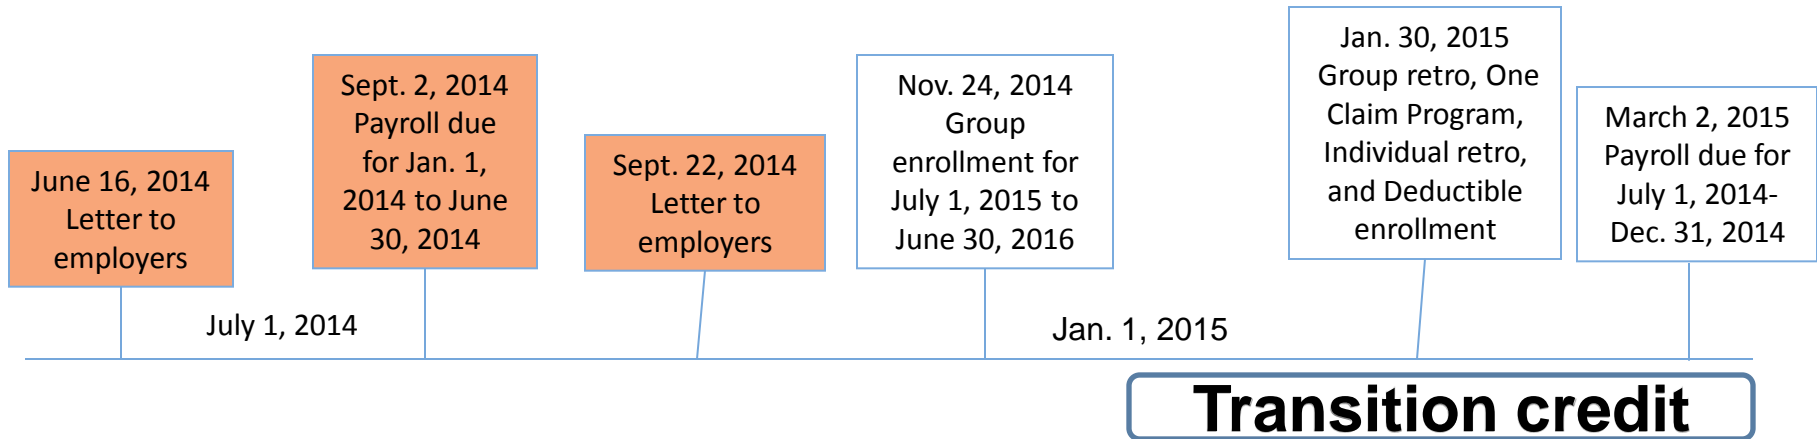 June 16, 2014
Letter to
employers
Sept. 2, 2014
Payroll due
for Jan. 1,
2014 to June
30, 2014
Sept. 22, 2014
Letter to
employers
Nov. 24, 2014
Group
enrollment for
July 1, 2015 to
June 30, 2016
Jan. 30, 2015
Group retro, One
Claim Program,
Individual retro,
and Deductible
enrollment
March 2, 2015
Payroll due for
July 1, 2014-
Dec. 31, 2014
July 1, 2014
Jan. 1, 2015
Transition credit